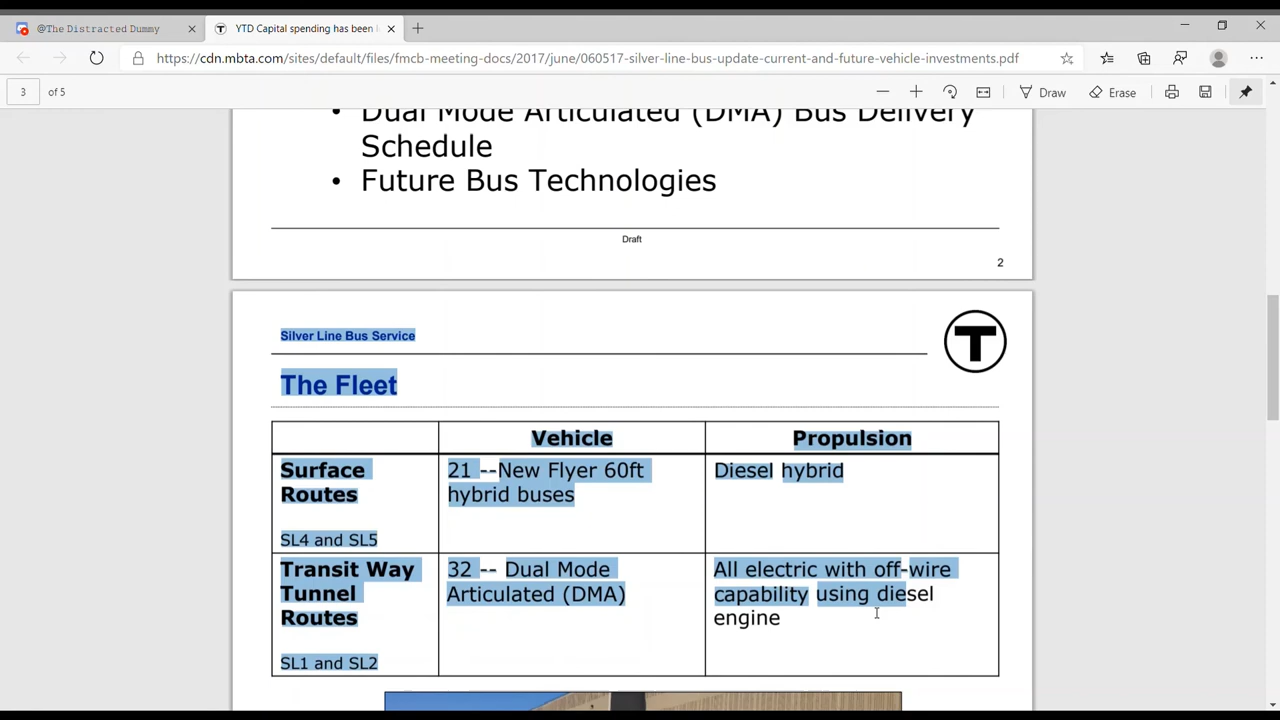 @The Distracted Dummy
YTD Capital spending has been
https://cdn.mbta.com/sites/default/files/fmcb-meeting-docs/2017/june/060517-silver-line-bus-update-current-and-future-vehicle-investments.pdf
3 of 5
Draw
Erase
• Dual Mode Articulated (DMA) Bus Delivery
Schedule
• Future Bus Technologies
Draft
2
Silver Line Bus Service
T
The Fleet
Vehicle
Propulsion
Surface
Routes
SL4 and SL5
21 --New Flyer 60ft
hybrid buses
Diesel hybrid
Transit Way
Tunnel
Routes
SL1 and SL2
32 -- Dual Mode
Articulated (DMA)
All electric with off-wire
capability using diesel
engine